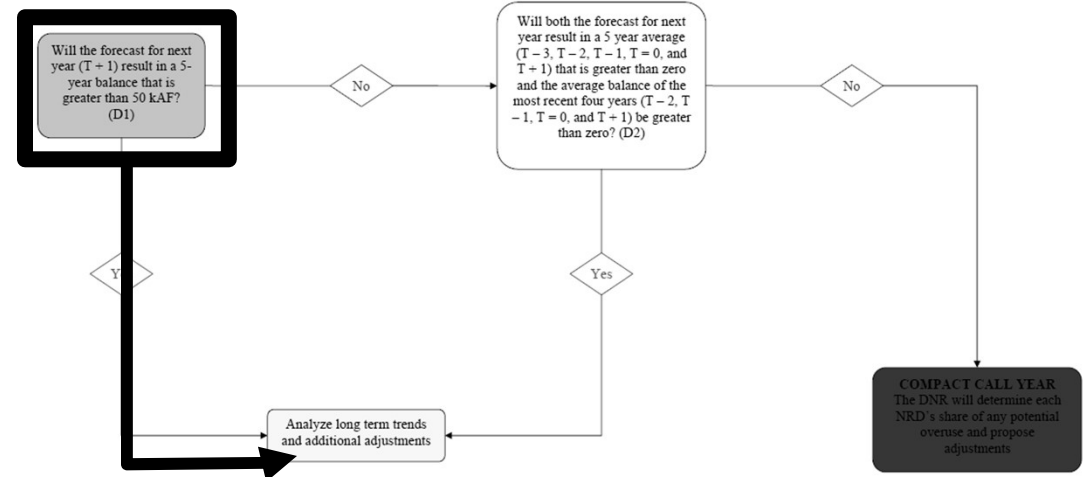 Will the forecast for next
year (T + 1) result in a 5-
year balance that is
greater than 50 kAF?
(D1)
No
Will both the forecast for next
year result in a 5 year average
(T – 3, T – 2, T – 1, T = 0, and
T + 1) that is greater than zero
and the average balance of the
most recent four years (T – 2, T
– 1, T = 0, and T + 1) be greater
than zero? (D2)
No
Yes
Analyze long term trends
and additional adjustments
COMPACT CALL YEAR
The DNR will determine each
NRD's share of any potential
overuse and propose
adjustments